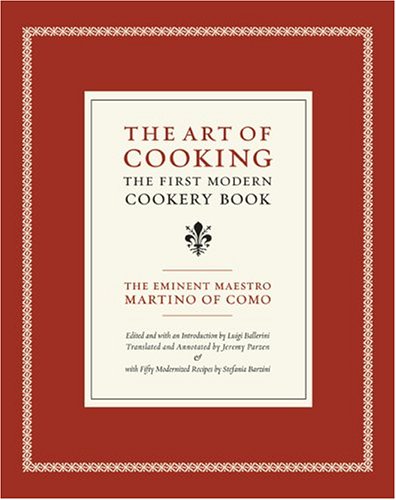 THE ART OF
COOKING
THE FIRST MODERN
COOKERY BOOK
THE EMINENT MAESTRO
MARTINO OF COMO
Edited and with an Introduction by Luigi Ballerini
Translated and Annotated by Jeremy Parzen
&
with Fifty Modernized Recipes by Stefania Barzini